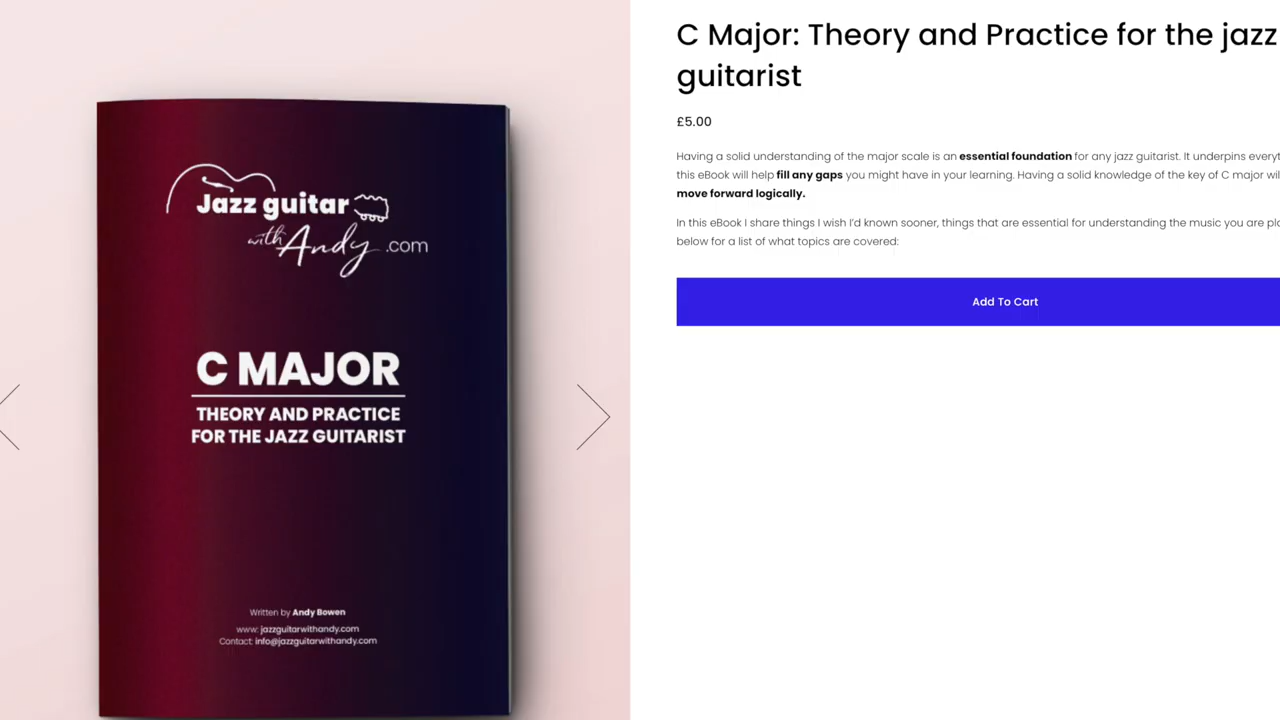 Jazz guitar
with Andy .com
C MAJOR
THEORY AND PRACTICE
FOR THE JAZZ GUITARIST
Written by Andy Bowen
www: jazzguitarwithandy.com
Contact: info@jazzguitarwithandy.com
C Major: Theory and Practice for the jazz
guitarist
£5.00
Having a solid understanding of the major scale is an essential foundation for any jazz guitarist. It underpins
this eBook will help fill any gaps you might have in your learning. Having a solid knowledge of the key of C major
move forward logically.
In this eBook I share things I wish I'd known sooner, things that are essential for understanding the music you are
below for a list of what topics are covered:
Add To Cart